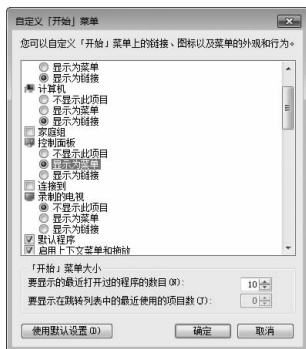 自定义「开始」菜单
您可以自定义「开始」菜单上的链接、图标以及菜单的外观和行为。
显示为菜单
显示为链接
计算机
不显示此项目
显示为菜单
显示为链接
家庭组
控制面板
不显示此项目
显示为菜单
显示为链接
连接到
录制的电视
不显示此项目
显示为菜单
显示为链接
默认程序
启用上下文菜单和拖放
「开始」菜单大小
要显示的最近打开过的程序的数目(N): 10
要显示在跳转列表中的最近使用的项目数(J): 0
使用默认设置(D) 确定 取消